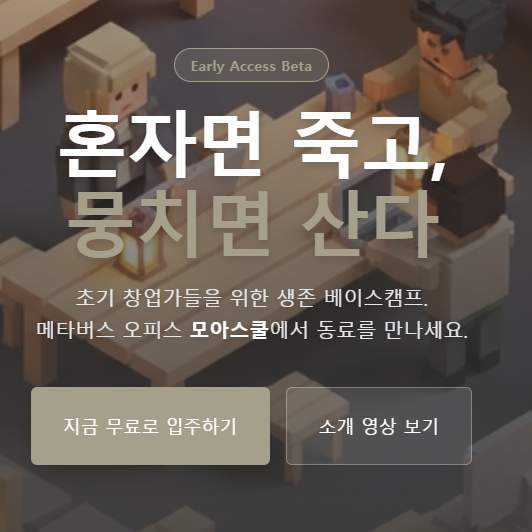 Early Access Beta
혼자면 죽고,
뭉치면 산다
초기 창업가들을 위한 생존 베이스캠프.
메타버스 오피스 모아스쿨에서 동료를 만나세요.
지금 무료로 입주하기
소개 영상 보기